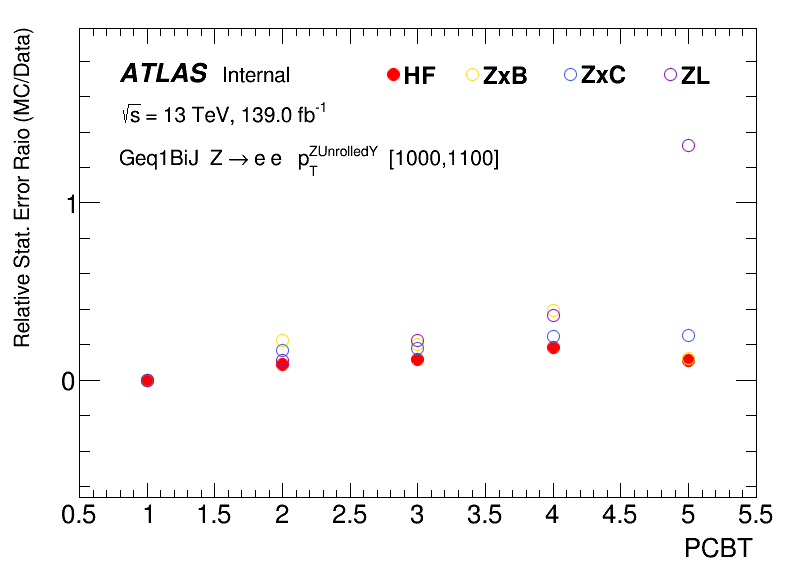 Relative Stat. Error Raio (MC/Data)
ATLAS Internal
HF ZxB ZxC ZL
√s = 13 TeV, 139.0 fb⁻¹
Geq1BiJ Z → e e p_T^ZUnrolledY [1000,1100]
1
0
0.5 1 1.5 2 2.5 3 3.5 4 4.5 5 5.5
PCBT